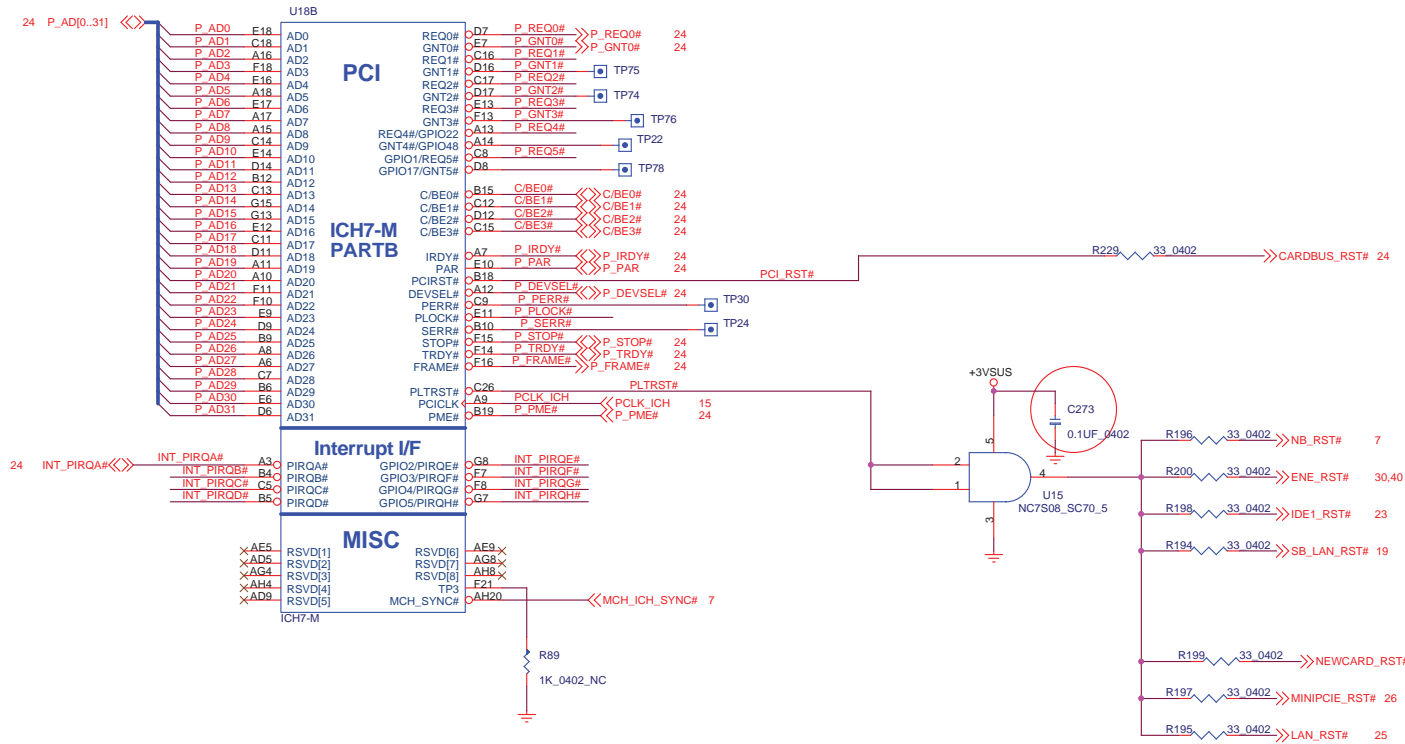 U18B
24 P_AD[0..31]
P_AD0 E18 AD0 REQ0# D7 P_REQ0# P_REQ0# 24
P_AD1 C18 AD1 GNT0# E7 P_GNT0# P_GNT0# 24
P_AD2 A16 AD2 REQ1# C16 P_REQ1#
P_AD3 F18 AD3 GNT1# D16 P_GNT1# TP75
P_AD4 E16 AD4 REQ2# C17 P_REQ2#
P_AD5 A18 AD5 GNT2# D17 P_GNT2# TP74
P_AD6 E17 AD6 REQ3# E13 P_REQ3#
P_AD7 A17 AD7 GNT3# F13 P_GNT3# TP76
P_AD8 A15 AD8 REQ4#/GPIO22 A13 P_REQ4#
P_AD9 C14 AD9 GNT4#/GPIO48 A14 TP22
P_AD10 E14 AD10 GPIO1/REQ5# C8 P_REQ5#
P_AD11 D14 AD11 GPIO17/GNT5# D8 TP78
P_AD12 B12 AD12
P_AD13 C13 AD13 C/BE0# B15 C/BE0# C/BE0# 24
P_AD14 G15 AD14 C/BE1# C12 C/BE1# C/BE1# 24
P_AD15 G13 AD15 C/BE2# D12 C/BE2# C/BE2# 24
P_AD16 E12 AD16 C/BE3# C15 C/BE3# C/BE3# 24
P_AD17 C11 AD17
P_AD18 D11 AD18 IRDY# A7 P_IRDY# P_IRDY# 24
P_AD19 A11 AD19 PAR E10 P_PAR P_PAR 24
P_AD20 A10 AD20 PCIRST# B18 PCI_RST#
P_AD21 F11 AD21 DEVSEL# A12 P_DEVSEL# P_DEVSEL# 24
P_AD22 F10 AD22 PERR# C9 P_PERR# TP30
P_AD23 E9 AD23 PLOCK# E11 P_PLOCK#
P_AD24 D9 AD24 SERR# B10 P_SERR# TP24
P_AD25 B9 AD25 STOP# F15 P_STOP# P_STOP# 24
P_AD26 A8 AD26 TRDY# F14 P_TRDY# P_TRDY# 24
P_AD27 A6 AD27 FRAME# F16 P_FRAME# P_FRAME# 24
P_AD28 C7 AD28
P_AD29 B6 AD29 PLTRST# C26 PLTRST#
P_AD30 E6 AD30 PCICLK A9 PCLK_ICH PCLK_ICH 15
P_AD31 D6 AD31 PME# B19 P_PME# P_PME# 24
PCI
ICH7-M
PARTB
R229 33_0402 CARDBUS_RST# 24
+3VSUS
C273
0.1UF_0402
Interrupt I/F
24 INT_PIRQA# INT_PIRQA# A3 PIRQA# GPIO2/PIRQE# G8 INT_PIRQE#
INT_PIRQB# B4 PIRQB# GPIO3/PIRQF# F7 INT_PIRQF#
INT_PIRQC# C5 PIRQC# GPIO4/PIRQG# F8 INT_PIRQG#
INT_PIRQD# B5 PIRQD# GPIO5/PIRQH# G7 INT_PIRQH#
5
2
1
4
3
U15
NC7S08_SC70_5
R196 33_0402 NB_RST# 7
R200 33_0402 ENE_RST# 30,40
R198 33_0402 IDE1_RST# 23
R194 33_0402 SB_LAN_RST# 19
MISC
AE5 RSVD[1] RSVD[6] AE9
AD5 RSVD[2] RSVD[7] AG8
AG4 RSVD[3] RSVD[8] AH8
AH4 RSVD[4] TP3 F21
AD9 RSVD[5] MCH_SYNC# AH20 MCH_ICH_SYNC# 7
ICH7-M
R89
1K_0402_NC
R199 33_0402 NEWCARD_RST#
R197 33_0402 MINIPCIE_RST# 26
R195 33_0402 LAN_RST# 25